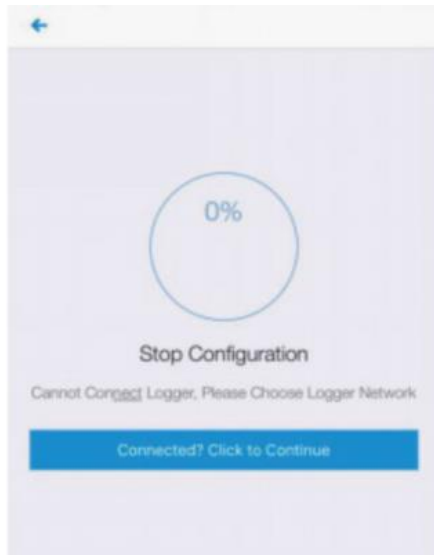 0%
Stop Configuration
Cannot Connect Logger, Please Choose Logger Network
Connected? Click to Continue